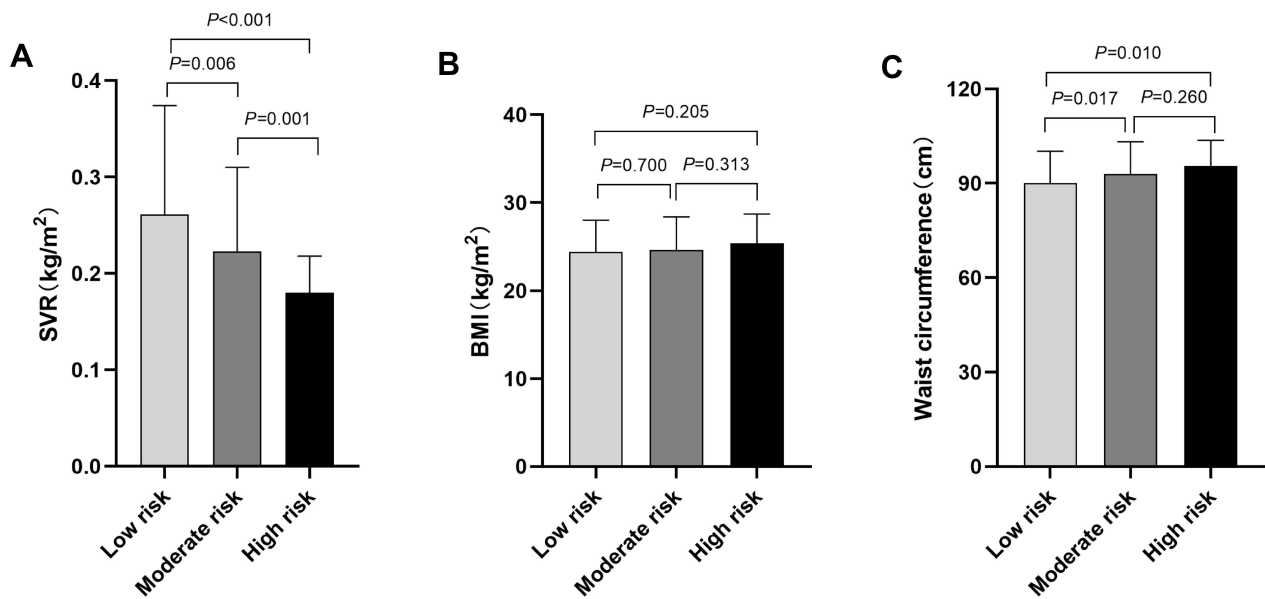 A
P<0.001
P=0.006
P=0.001
SVR(kg/m²)
0.4
0.3
0.2
0.1
0.0
Low risk
Moderate risk
High risk
B
P=0.205
P=0.700
P=0.313
BMI(kg/m²)
40
30
20
10
0
Low risk
Moderate risk
High risk
C
P=0.010
P=0.017
P=0.260
Waist circumference(cm)
120
90
60
30
0
Low risk
Moderate risk
High risk